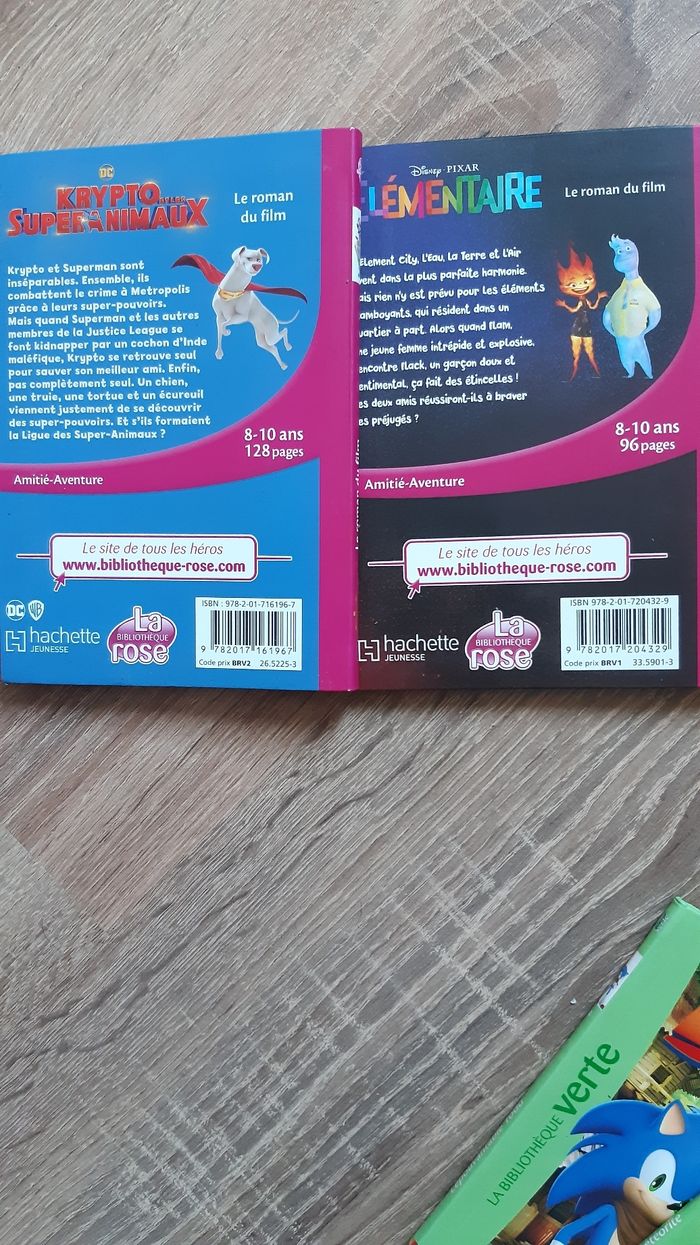 DC
KRYPTO ET LES
SUPER ANIMAUX
Le roman
du film
Krypto et Superman sont
inséparables. Ensemble, ils
combattent le crime à Metropolis
grâce à leurs super-pouvoirs.
Mais quand Superman et les autres
membres de la Justice League se
font kidnapper par un cochon d'Inde
maléfique, Krypto se retrouve seul
pour sauver son meilleur ami. Enfin,
pas complètement seul. Un chien,
une truie, une tortue et un écureuil
viennent justement de se découvrir
des super-pouvoirs. Et s'ils formaient
la Ligue des Super-Animaux ?
8-10 ans
128 pages
Amitié-Aventure
Le site de tous les héros
www.bibliotheque-rose.com
DC WB
hachette
JEUNESSE
La
BIBLIOTHÈQUE
rose
ISBN : 978-2-01-716196-7
9 782017 161967
Code prix BRV2 26.5225-3
Disney PIXAR
ÉLÉMENTAIRE
Le roman du film
Element City, L'Eau, La Terre et L'Air
dans la plus parfaite harmonie.
rien n'y est prévu pour les éléments
qui résident dans un
à part. Alors quand Flam,
jeune femme intrépide et explosive,
Flack, un garçon doux et
ça fait des étincelles !
deux amis réussiront-ils à braver
préjugés ?
8-10 ans
96 pages
Amitié-Aventure
Le roman du film
Le site de tous les héros
www.bibliotheque-rose.com
hachette
JEUNESSE
La
BIBLIOTHÈQUE
rose
ISBN : 978-2-01-720432-9
9 782017 204329
Code prix BRV1 33.5901-3
LA BIBLIOTHÈQUE verte